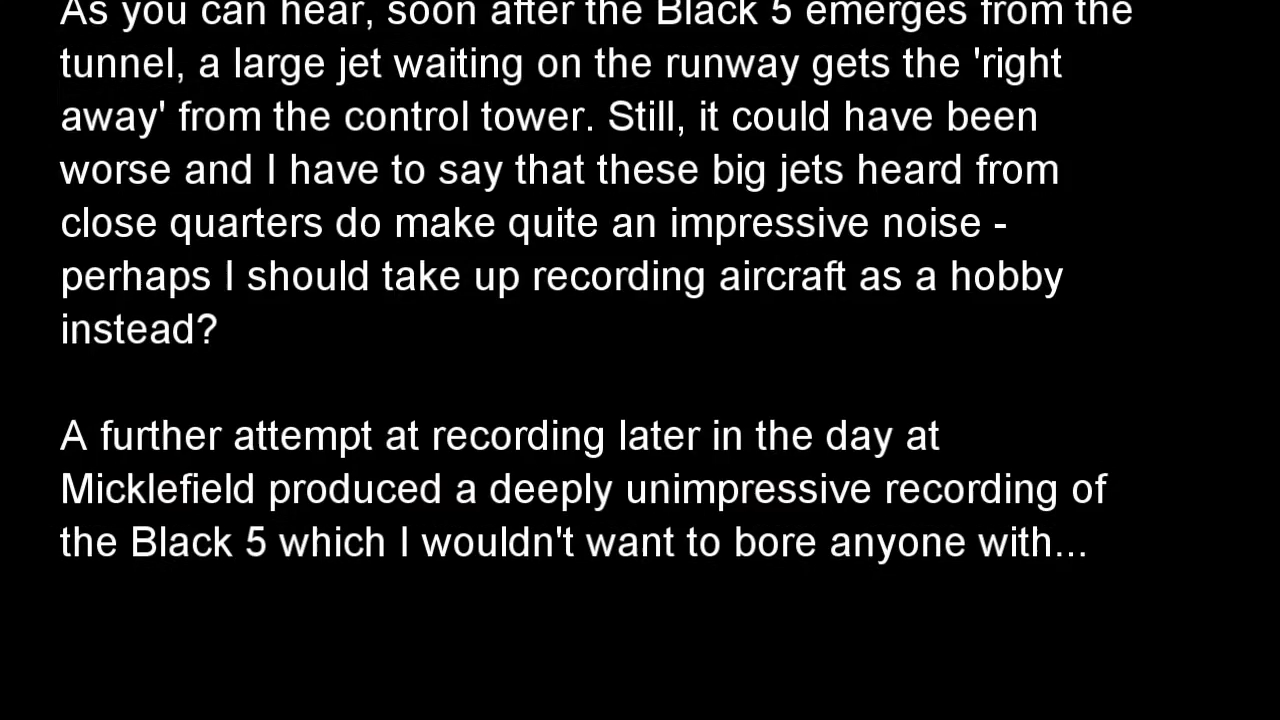 As you can hear, soon after the Black 5 emerges from the
tunnel, a large jet waiting on the runway gets the 'right
away' from the control tower. Still, it could have been
worse and I have to say that these big jets heard from
close quarters do make quite an impressive noise -
perhaps I should take up recording aircraft as a hobby
instead?
A further attempt at recording later in the day at
Micklefield produced a deeply unimpressive recording of
the Black 5 which I wouldn't want to bore anyone with...